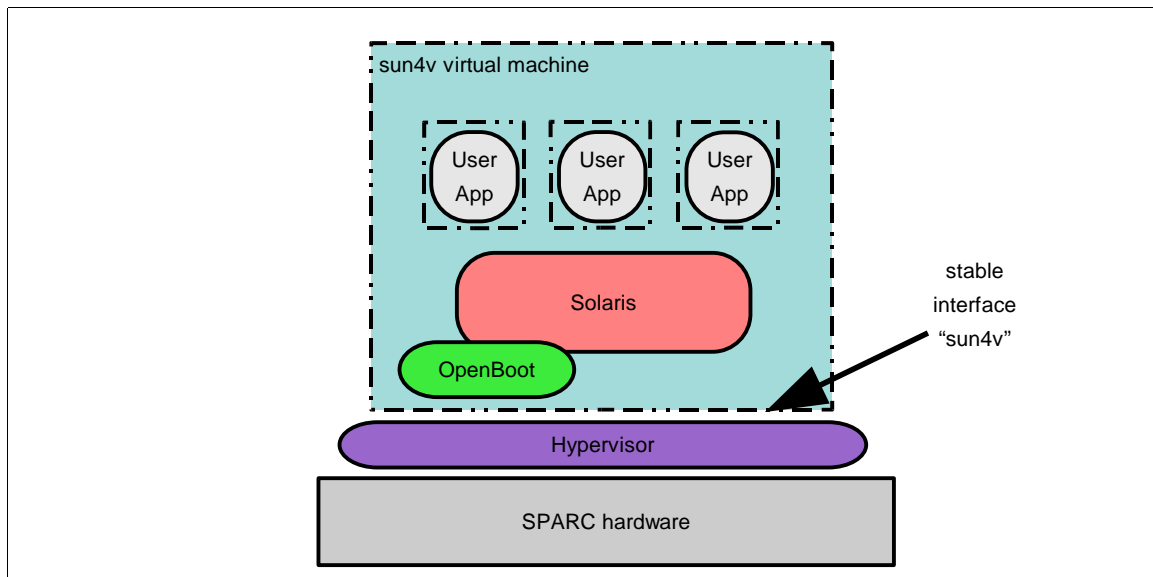 sun4v virtual machine
User
App
User
App
User
App
Solaris
OpenBoot
stable
interface
“sun4v”
Hypervisor
SPARC hardware